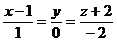 (x-1)/1 = y/0 = (z+2)/-2